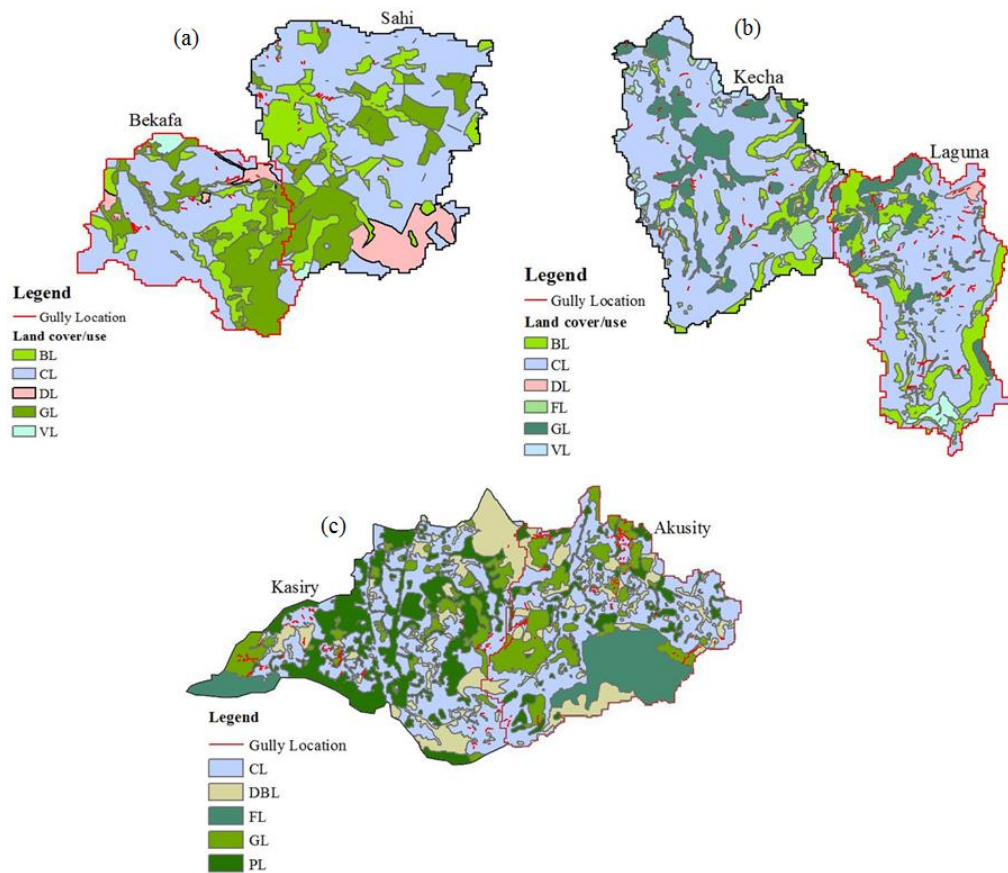 (a)
Sahi
Bekafa
Legend
Gully Location
Land cover/use
BL
CL
DL
GL
VL
(b)
Kecha
Laguna
Legend
Gully Location
Land cover/use
BL
CL
DL
FL
GL
VL
(c)
Akusity
Kasiry
Legend
Gully Location
CL
DBL
FL
GL
PL